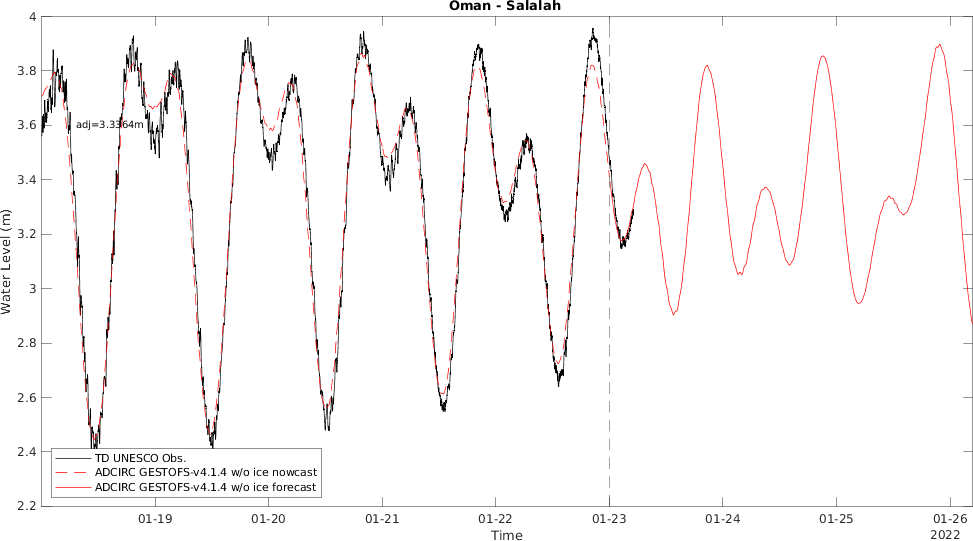 Oman - Salalah
4
3.8
3.6
3.4
3.2
3
2.8
2.6
2.4
2.2
Water Level (m)
adj=3.3364m
TD UNESCO Obs.
ADCIRC GESTOFS-v4.1.4 w/o ice nowcast
ADCIRC GESTOFS-v4.1.4 w/o ice forecast
01-19 01-20 01-21 01-22 01-23 01-24 01-25 01-26
2022
Time